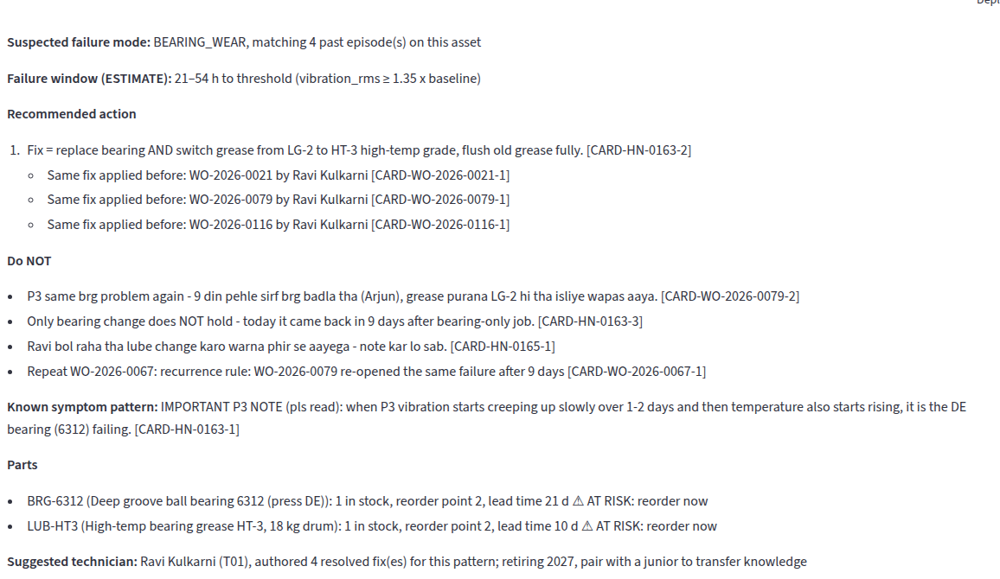 Depl
Suspected failure mode: BEARING_WEAR, matching 4 past episode(s) on this asset
Failure window (ESTIMATE): 21–54 h to threshold (vibration_rms ≥ 1.35 x baseline)
Recommended action
1. Fix = replace bearing AND switch grease from LG-2 to HT-3 high-temp grade, flush old grease fully. [CARD-HN-0163-2]
Same fix applied before: WO-2026-0021 by Ravi Kulkarni [CARD-WO-2026-0021-1]
Same fix applied before: WO-2026-0079 by Ravi Kulkarni [CARD-WO-2026-0079-1]
Same fix applied before: WO-2026-0116 by Ravi Kulkarni [CARD-WO-2026-0116-1]
Do NOT
P3 same brg problem again - 9 din pehle sirf brg badla tha (Arjun), grease purana LG-2 hi tha isliye wapas aaya. [CARD-WO-2026-0079-2]
Only bearing change does NOT hold - today it came back in 9 days after bearing-only job. [CARD-HN-0163-3]
Ravi bol raha tha lube change karo warna phir se aayega - note kar lo sab. [CARD-HN-0165-1]
Repeat WO-2026-0067: recurrence rule: WO-2026-0079 re-opened the same failure after 9 days [CARD-WO-2026-0067-1]
Known symptom pattern: IMPORTANT P3 NOTE (pls read): when P3 vibration starts creeping up slowly over 1-2 days and then temperature also starts rising, it is the DE
bearing (6312) failing. [CARD-HN-0163-1]
Parts
BRG-6312 (Deep groove ball bearing 6312 (press DE)): 1 in stock, reorder point 2, lead time 21 d ⚠ AT RISK: reorder now
LUB-HT3 (High-temp bearing grease HT-3, 18 kg drum): 1 in stock, reorder point 2, lead time 10 d ⚠ AT RISK: reorder now
Suggested technician: Ravi Kulkarni (T01), authored 4 resolved fix(es) for this pattern; retiring 2027, pair with a junior to transfer knowledge